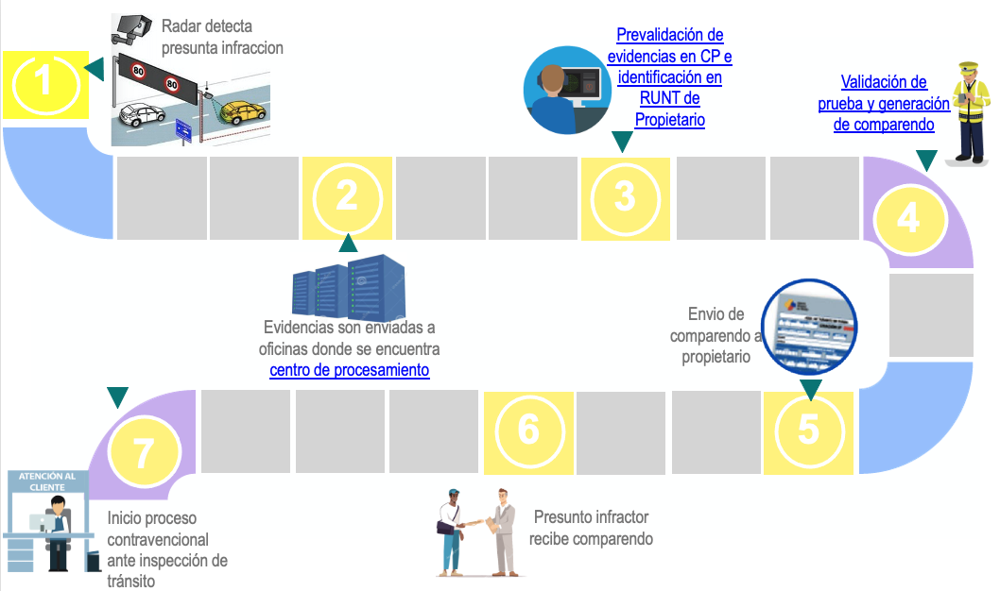 Radar detecta
presunta infraccion
80
80
1
Prevalidación de
evidencias en CP e
identificación en
RUNT de
Propietario
Validación de
prueba y generación
de comparendo
2
3
4
Evidencias son enviadas a
oficinas donde se encuentra
centro de procesamiento
Envio de
comparendo a
propietario
5
6
7
ATENCIÓN AL
CLIENTE
Inicio proceso
contravencional
ante inspección de
tránsito
Presunto infractor
recibe comparendo